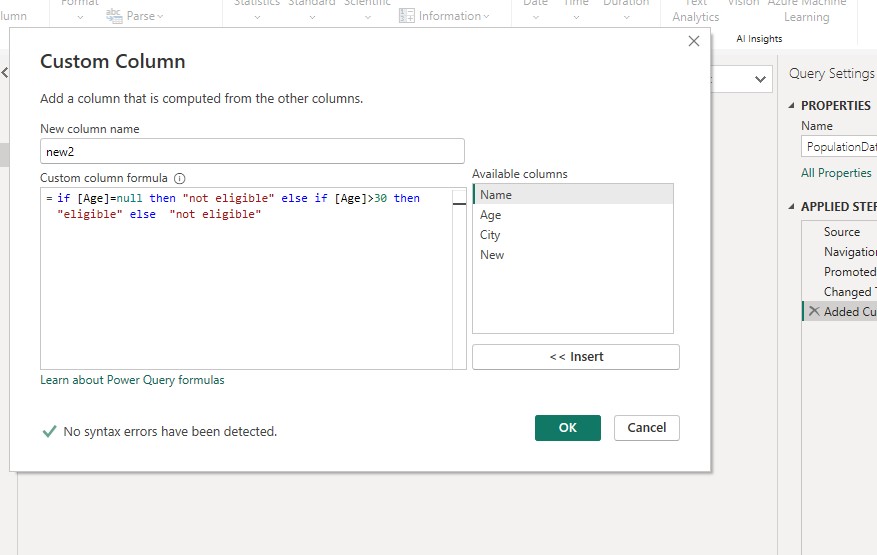 Format
Statistics Standard Scientific
Date Time Duration
Text Vision Azure Machine
lumn
Parse
Information
Analytics Learning
AI Insights
Custom Column
Add a column that is computed from the other columns.
New column name
new2
Custom column formula
Available columns
= if [Age]=null then "not eligible" else if [Age]>30 then
"eligible" else "not eligible"
Name
Age
City
New
<< Insert
Learn about Power Query formulas
No syntax errors have been detected.
OK
Cancel
Query Settings
PROPERTIES
Name
PopulationDat
All Properties
APPLIED STEP
Source
Navigation
Promoted
Changed T
Added Cu